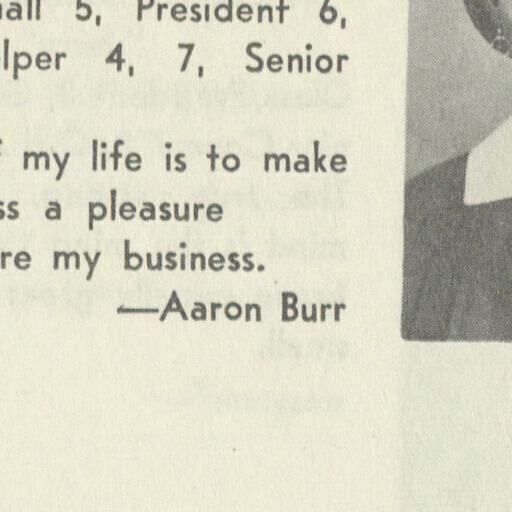 all 5, President 6,
lper 4, 7, Senior
f my life is to make
ss a pleasure
re my business.
—Aaron Burr